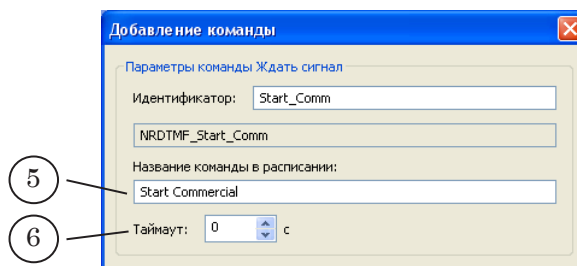 Добавление команды
Параметры команды Ждать сигнал
Идентификатор: Start_Comm
NRDTMF_Start_Comm
Название команды в расписании:
5 Start Commercial
6 Таймаут: 0 с